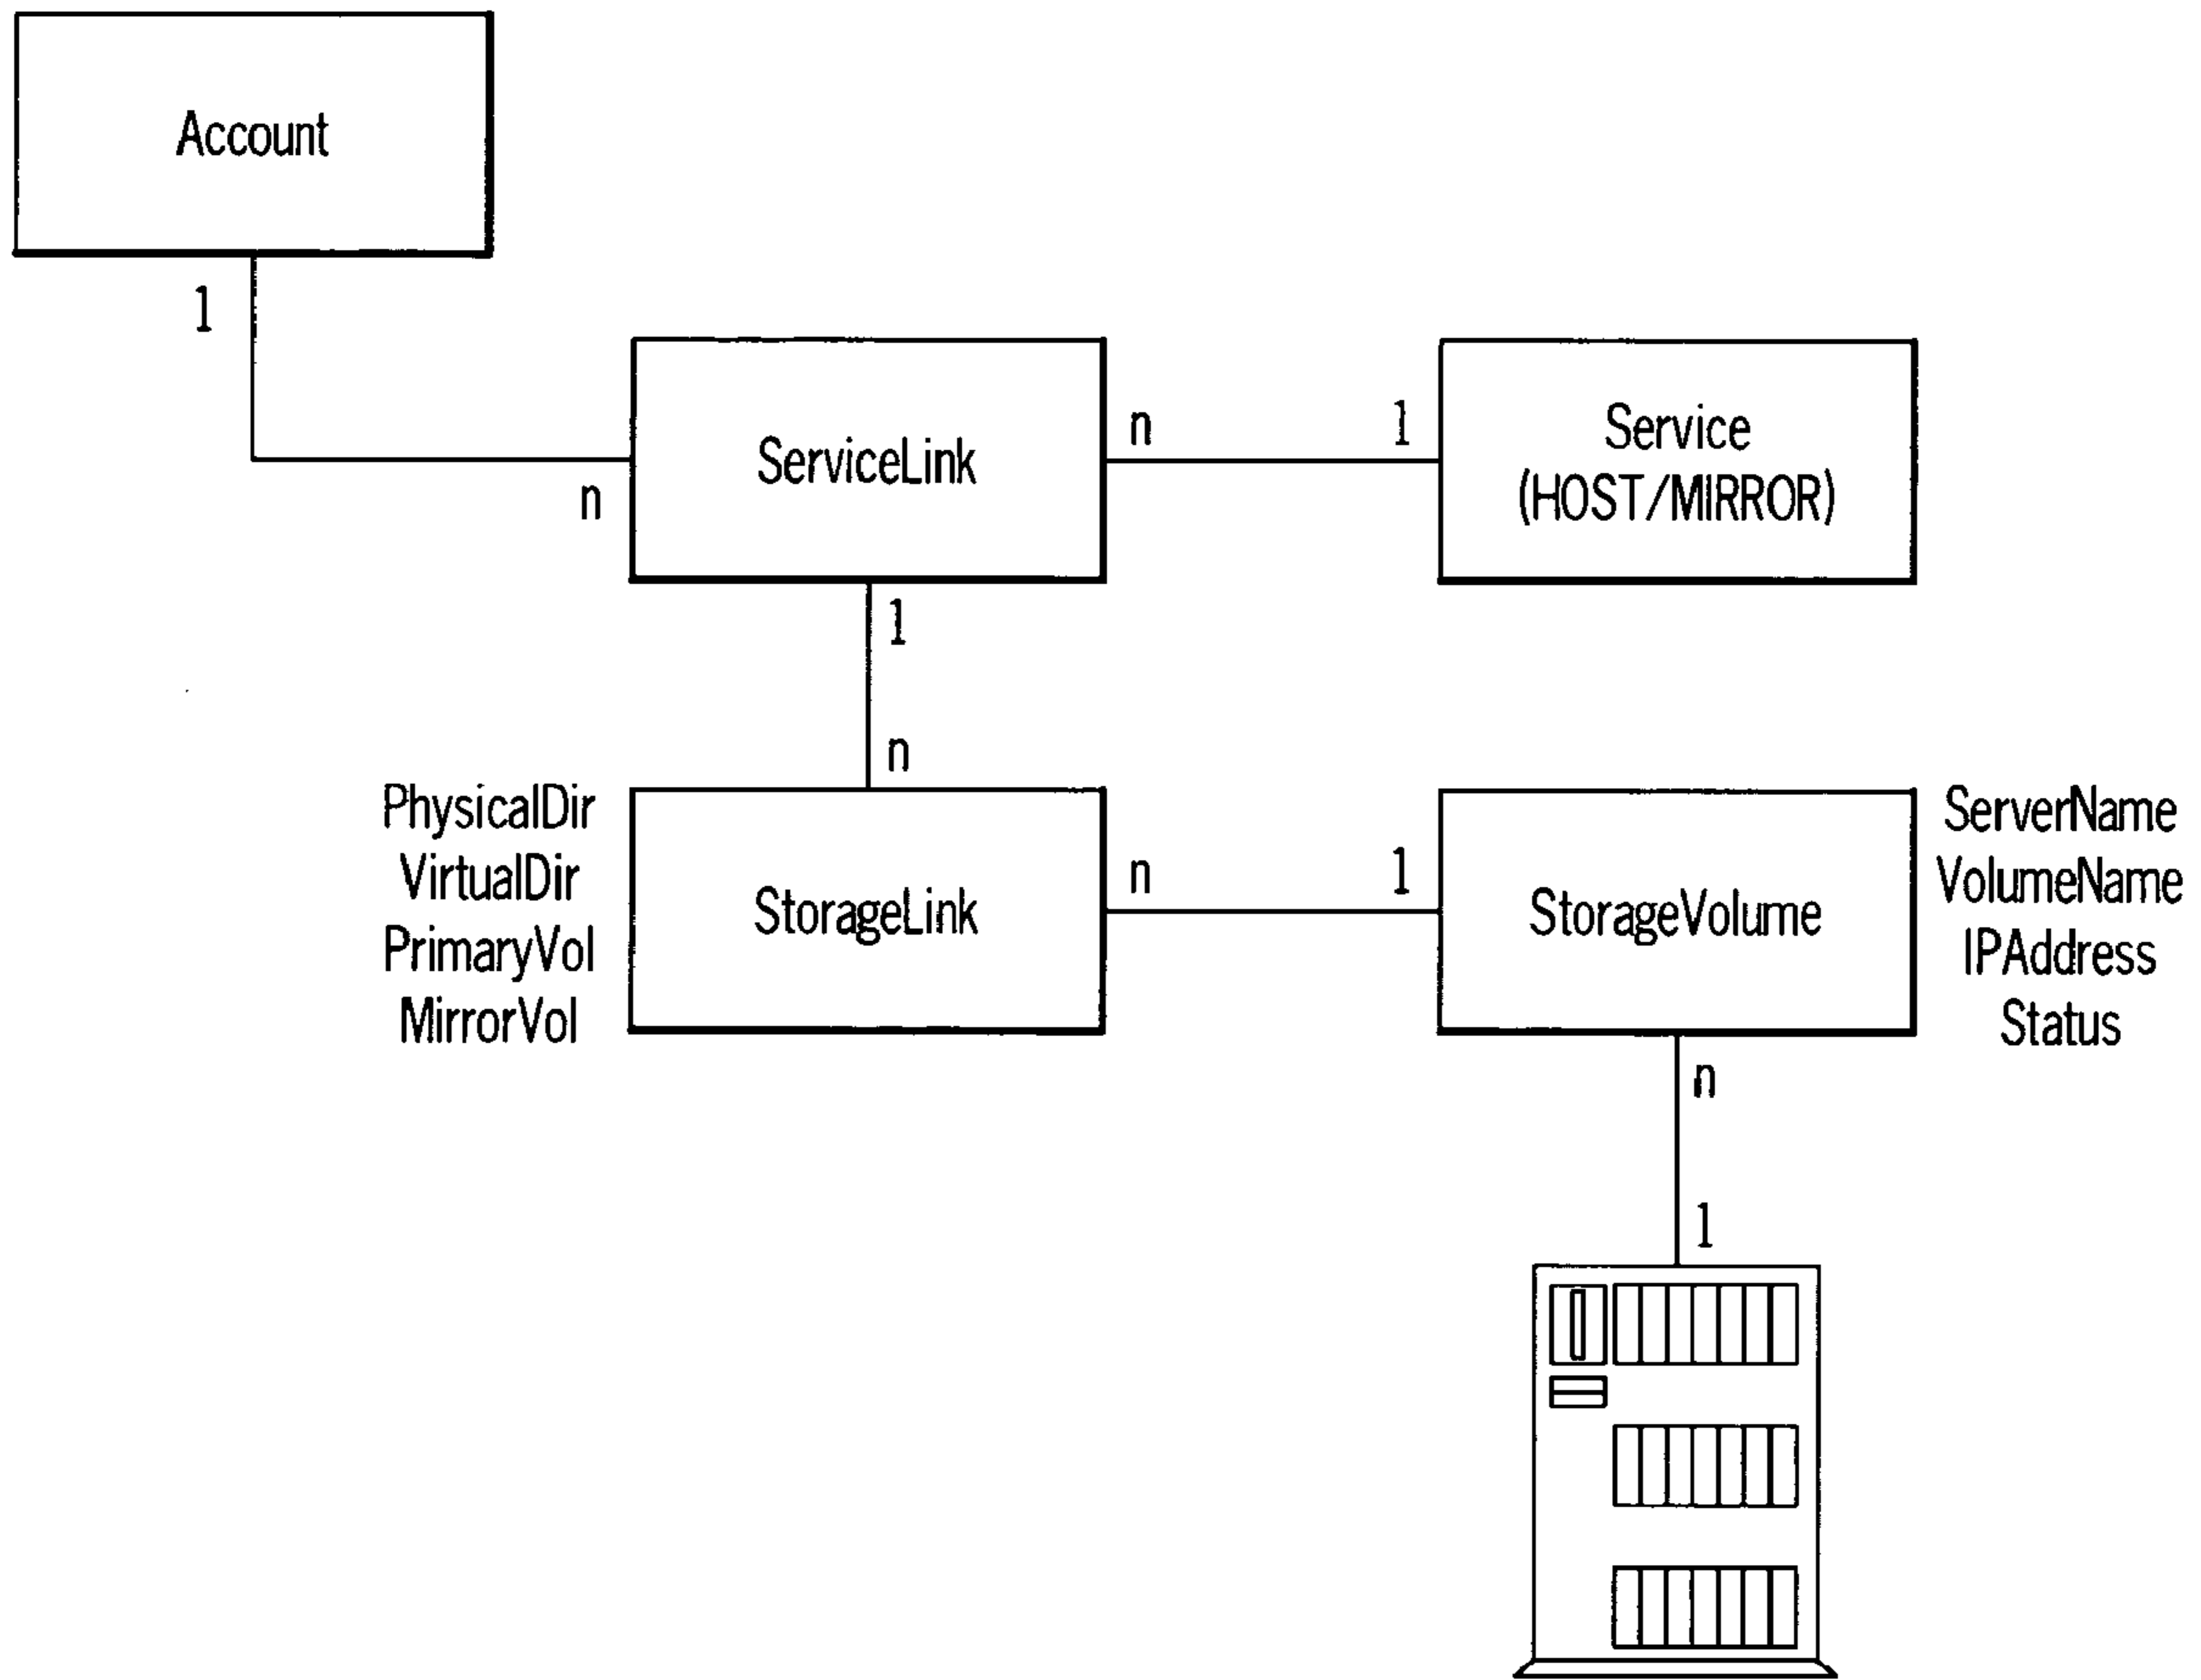 Account
1
n
ServiceLink
n
1
Service
(HOST/MIRROR)
1
n
PhysicalDir
VirtualDir
PrimaryVol
MirrorVol
StorageLink
n
1
StorageVolume
ServerName
VolumeName
IPAddress
Status
n
1